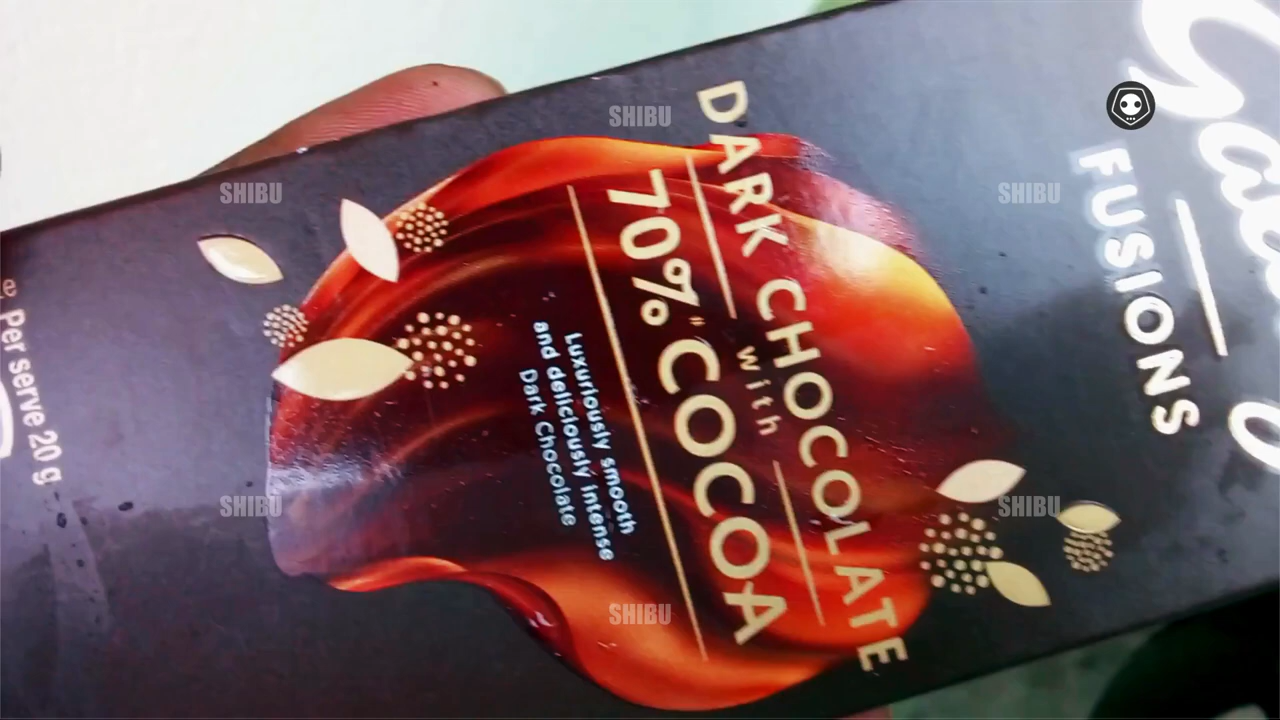 FUSIONS
DARK CHOCOLATE
with
70% COCOA
Luxuriously smooth
and deliciously intense
Dark Chocolate
Per serve 20 g
SHIBU
SHIBU
SHIBU
SHIBU
SHIBU
SHIBU